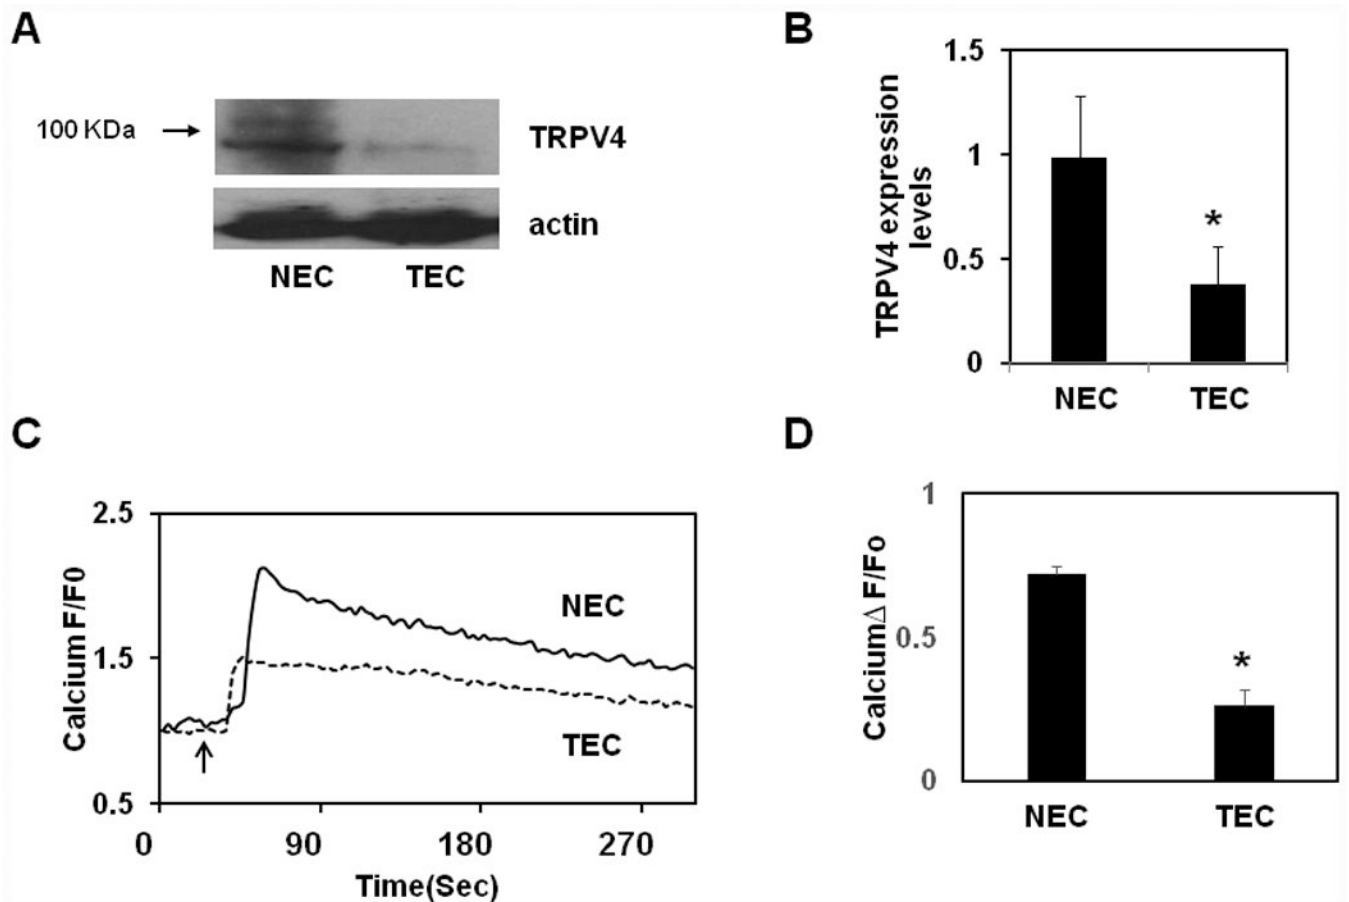 A
100 KDa
TRPV4
actin
NEC TEC
B
TRPV4 expression
levels
1.5
1
0.5
0
*
NEC TEC
C
Calcium F/F0
2.5
1.5
0.5
NEC
TEC
0 90 180 270
Time(Sec)
D
Calcium∆ F/Fo
1
0.5
0
*
NEC TEC